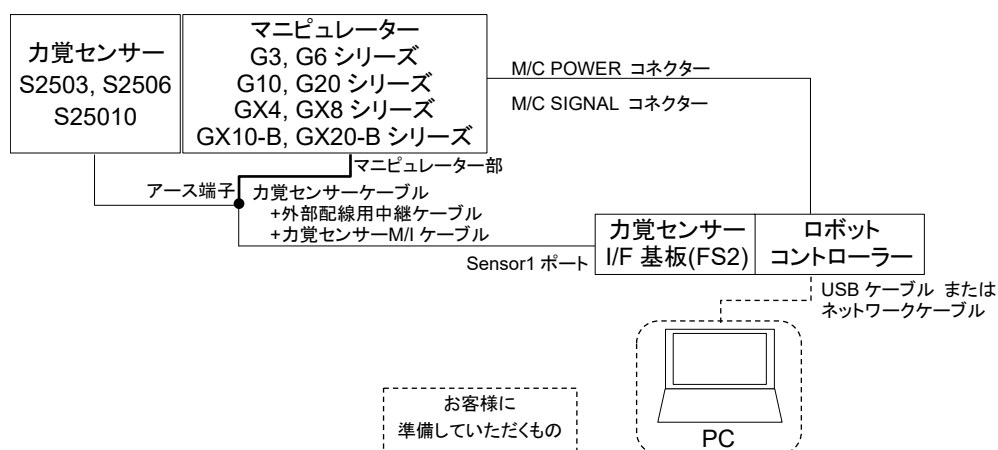 力覚センサー
S2503, S2506
S25010
マニピュレーター
G3, G6 シリーズ
G10, G20 シリーズ
GX4, GX8 シリーズ
GX10-B, GX20-B シリーズ
M/C POWER コネクター
M/C SIGNAL コネクター
マニピュレーター部
アース端子
力覚センサーケーブル
+外部配線用中継ケーブル
+力覚センサーM/I ケーブル
Sensor1 ポート
力覚センサー
I/F 基板(FS2)
ロボット
コントローラー
USB ケーブル または
ネットワークケーブル
お客様に
準備していただくもの
PC